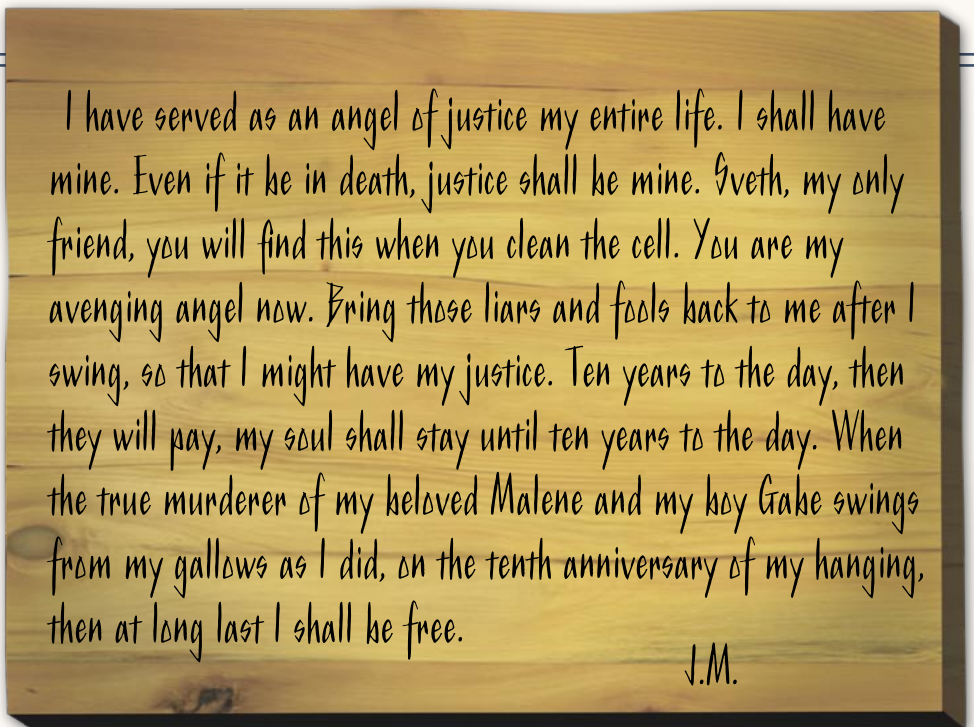 I have served as an angel of justice my entire life. I shall have
mine. Even if it be in death, justice shall be mine. Sveth, my only
friend, you will find this when you clean the cell. You are my
avenging angel now. Bring those liars and fools back to me after I
swing, so that I might have my justice. Ten years to the day, then
they will pay, my soul shall stay until ten years to the day. When
the true murderer of my beloved Malene and my boy Gabe swings
from my gallows as I did, on the tenth anniversary of my hanging,
then at long last I shall be free.
J.M.